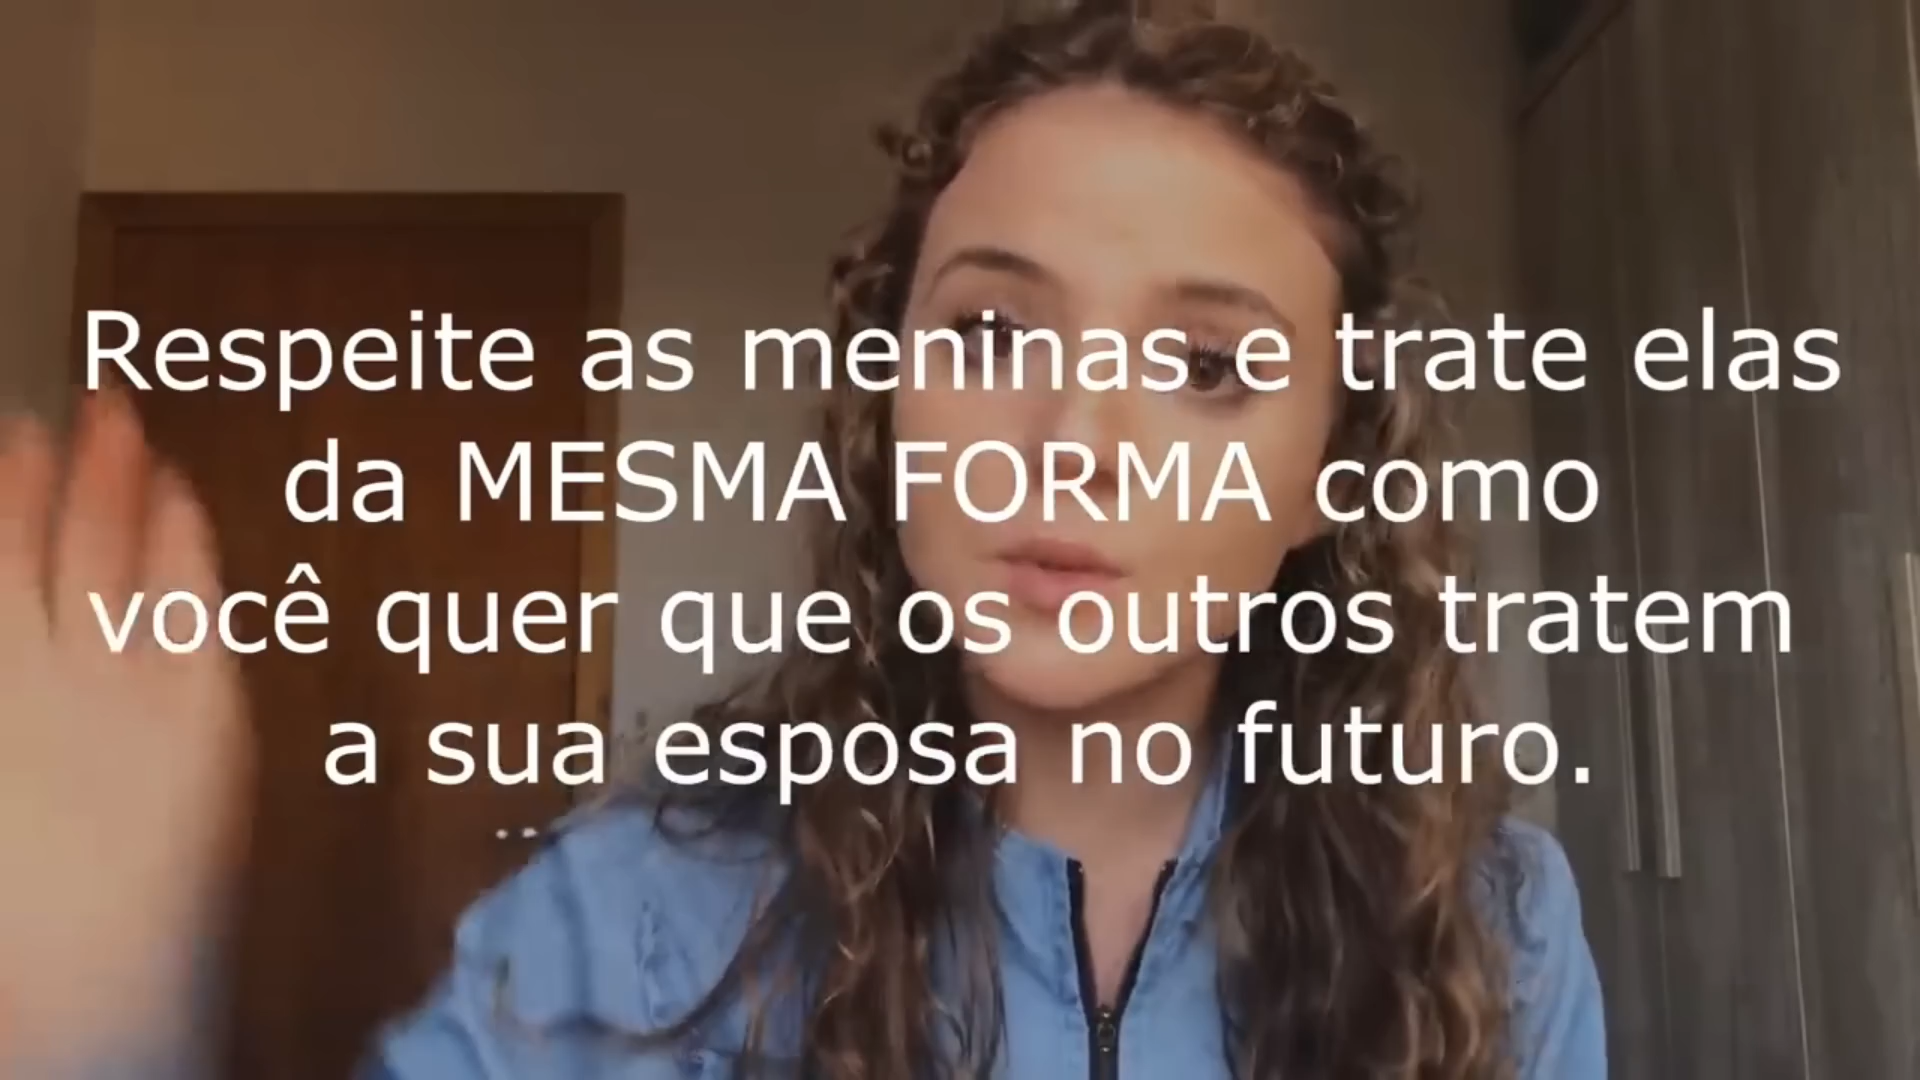 Respeite as meninas e trate elas
da MESMA FORMA como
você quer que os outros tratem
a sua esposa no futuro.